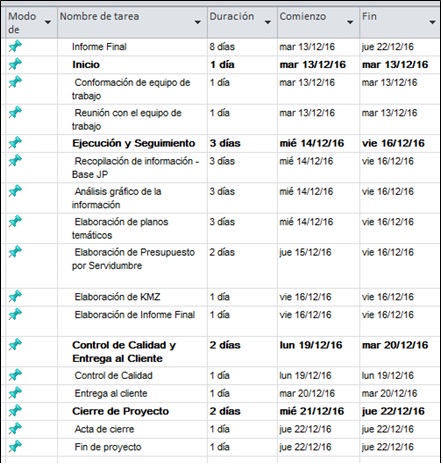 Modo de Nombre de tarea Duración Comienzo Fin
Informe Final 8 días mar 13/12/16 jue 22/12/16
Inicio 1 día mar 13/12/16 mar 13/12/16
Conformación de equipo de trabajo 1 día mar 13/12/16 mar 13/12/16
Reunión con el equipo de trabajo 1 día mar 13/12/16 mar 13/12/16
Ejecución y Seguimiento 3 días mié 14/12/16 vie 16/12/16
Recopilación de información - Base JP 3 días mié 14/12/16 vie 16/12/16
Análisis gráfico de la información 3 días mié 14/12/16 vie 16/12/16
Elaboración de planos temáticos 3 días mié 14/12/16 vie 16/12/16
Elaboración de Presupuesto por Servidumbre 2 días jue 15/12/16 vie 16/12/16
Elaboración de KMZ 1 día vie 16/12/16 vie 16/12/16
Elaboración de Informe Final 1 día vie 16/12/16 vie 16/12/16
Control de Calidad y Entrega al Cliente 2 días lun 19/12/16 mar 20/12/16
Control de Calidad 1 día lun 19/12/16 lun 19/12/16
Entrega al cliente 1 día mar 20/12/16 mar 20/12/16
Cierre de Proyecto 2 días mié 21/12/16 jue 22/12/16
Acta de cierre 1 día jue 22/12/16 jue 22/12/16
Fin de proyecto 1 día jue 22/12/16 jue 22/12/16